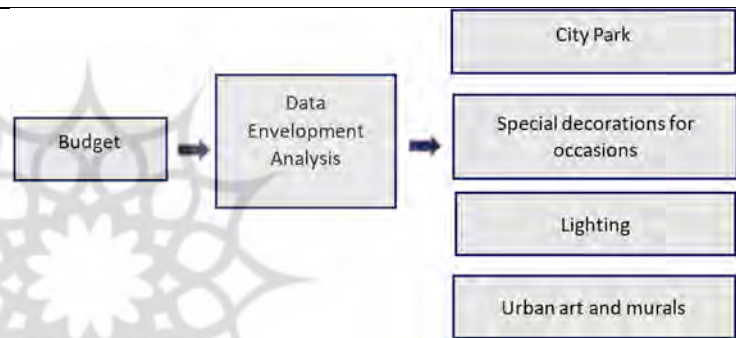 City Park
Budget
Data
Envelopment
Analysis
Special decorations for
occasions
Lighting
Urban art and murals